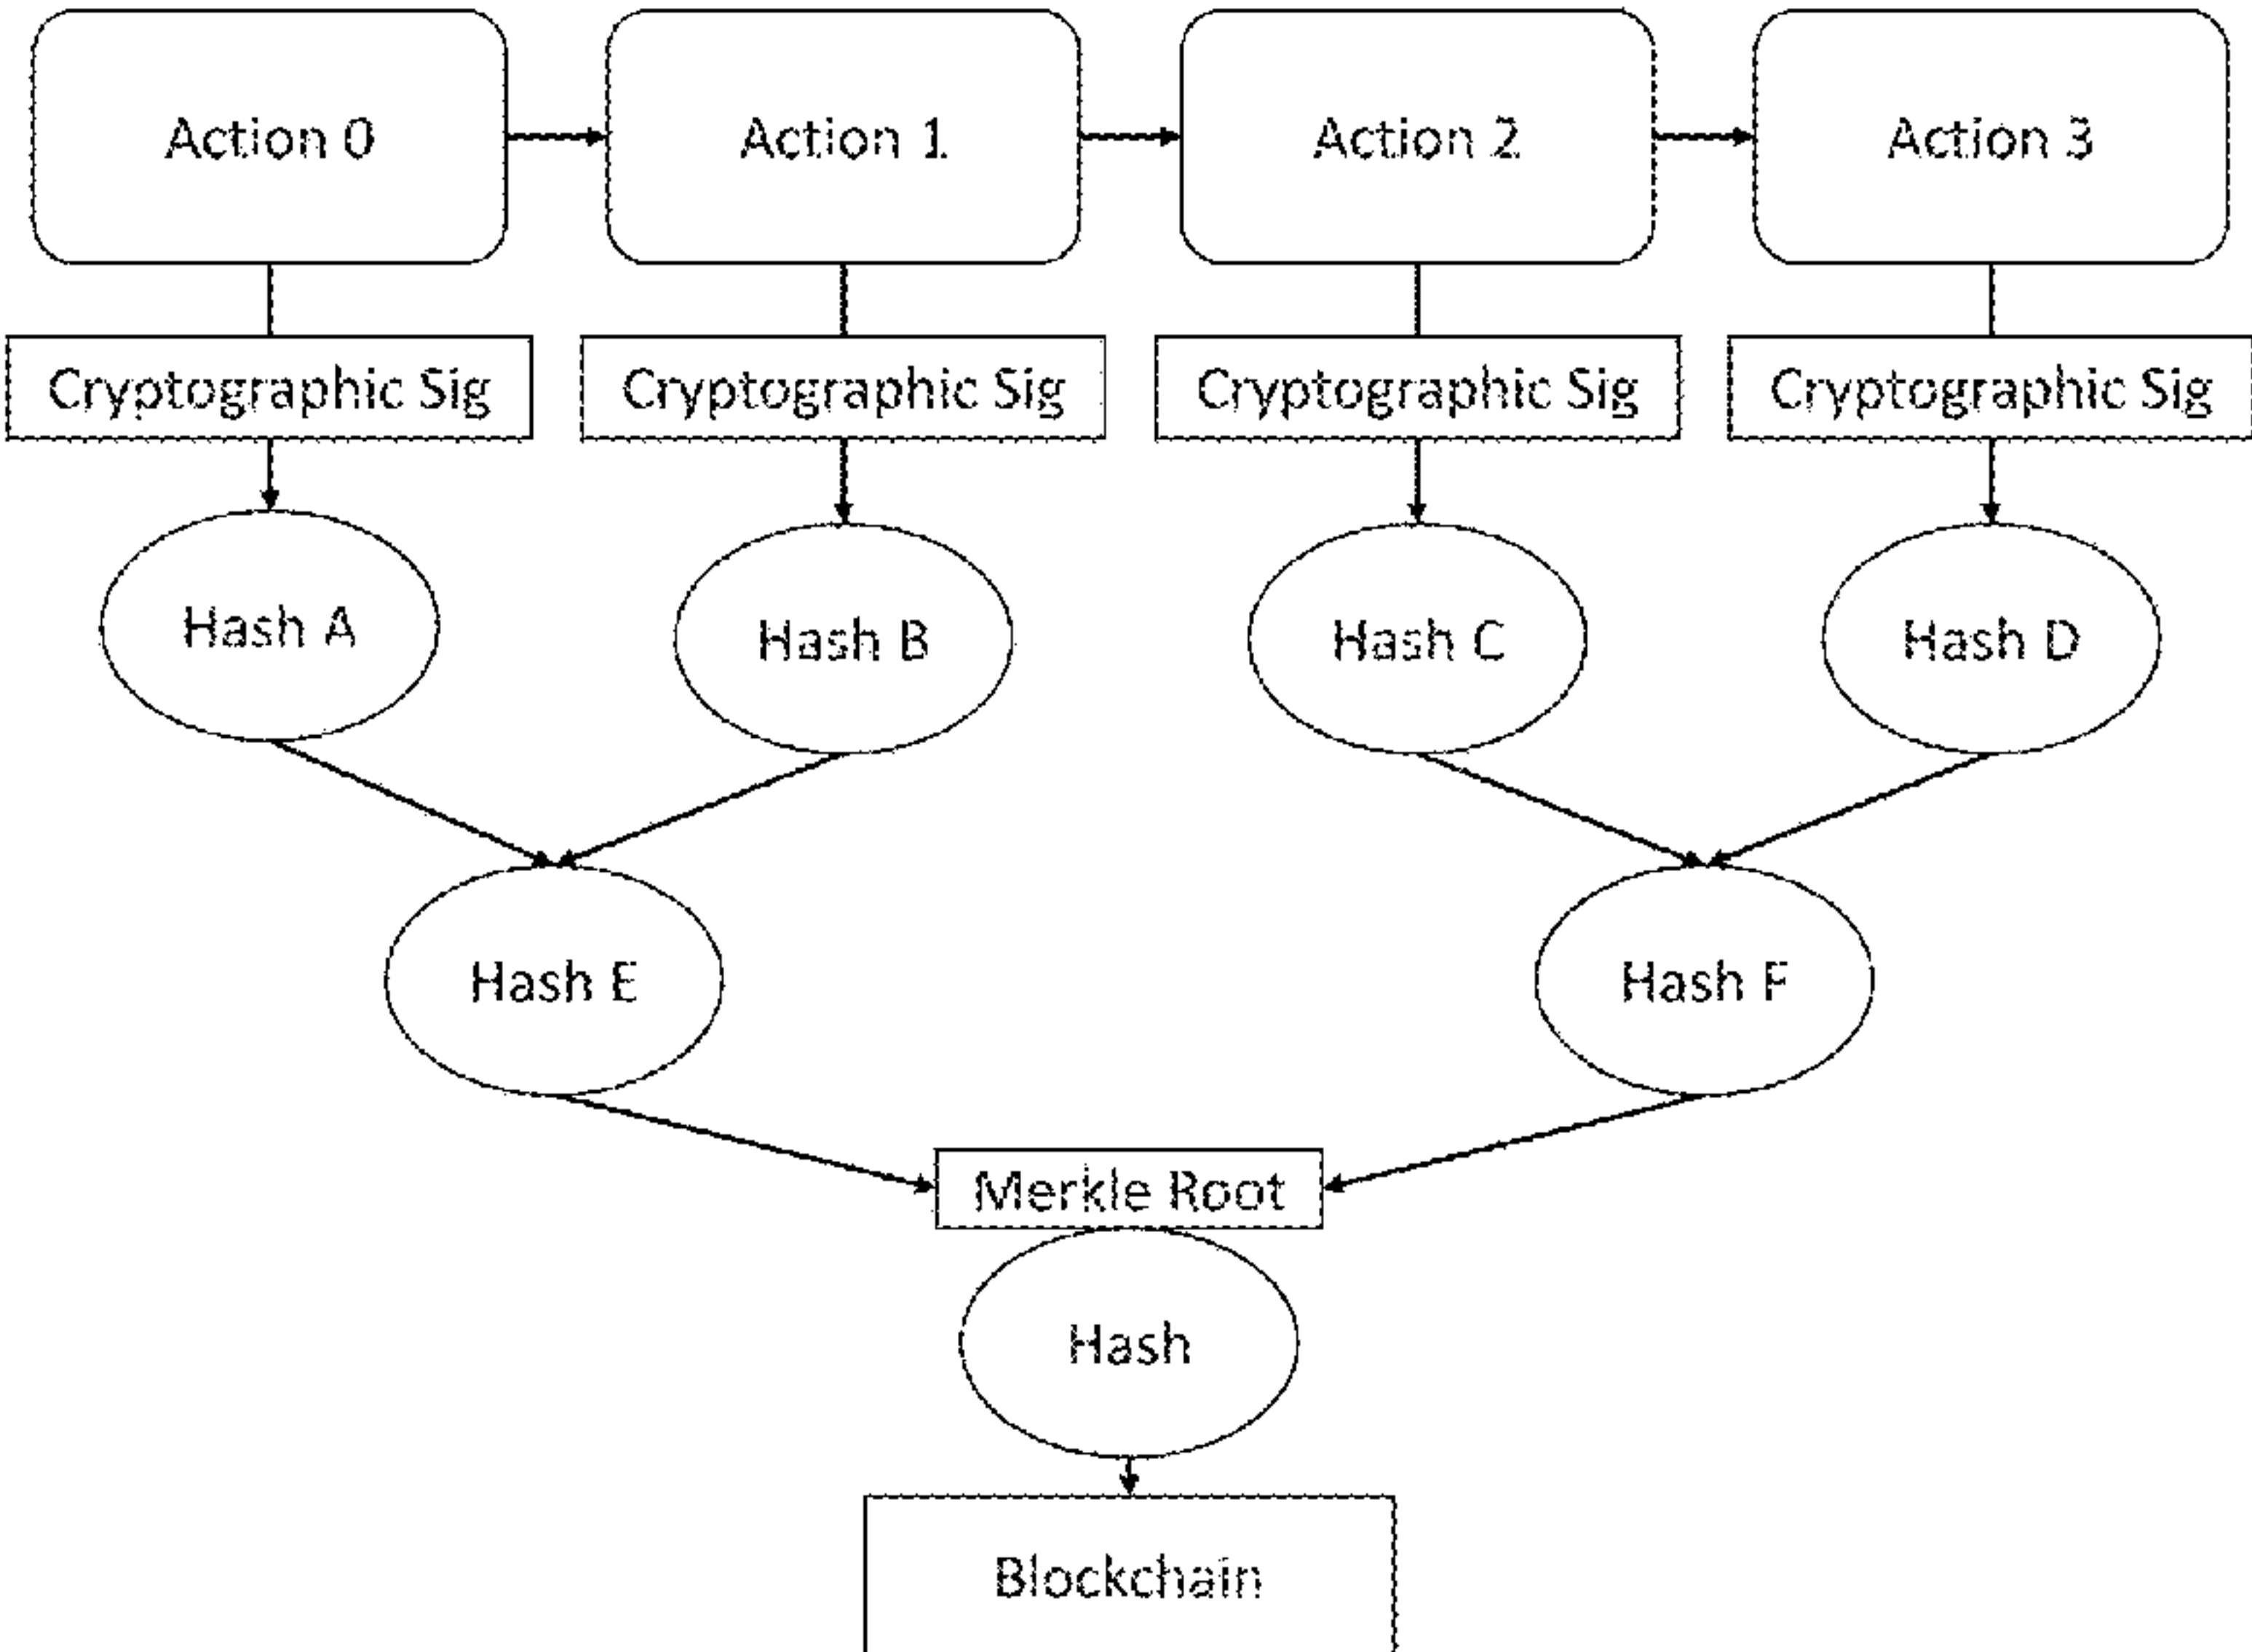 Action 0
Action 1
Action 2
Action 3
Cryptographic Sig
Cryptographic Sig
Cryptographic Sig
Cryptographic Sig
Hash A
Hash B
Hash C
Hash D
Hash E
Hash F
Merkle Root
Hash
Blockchain